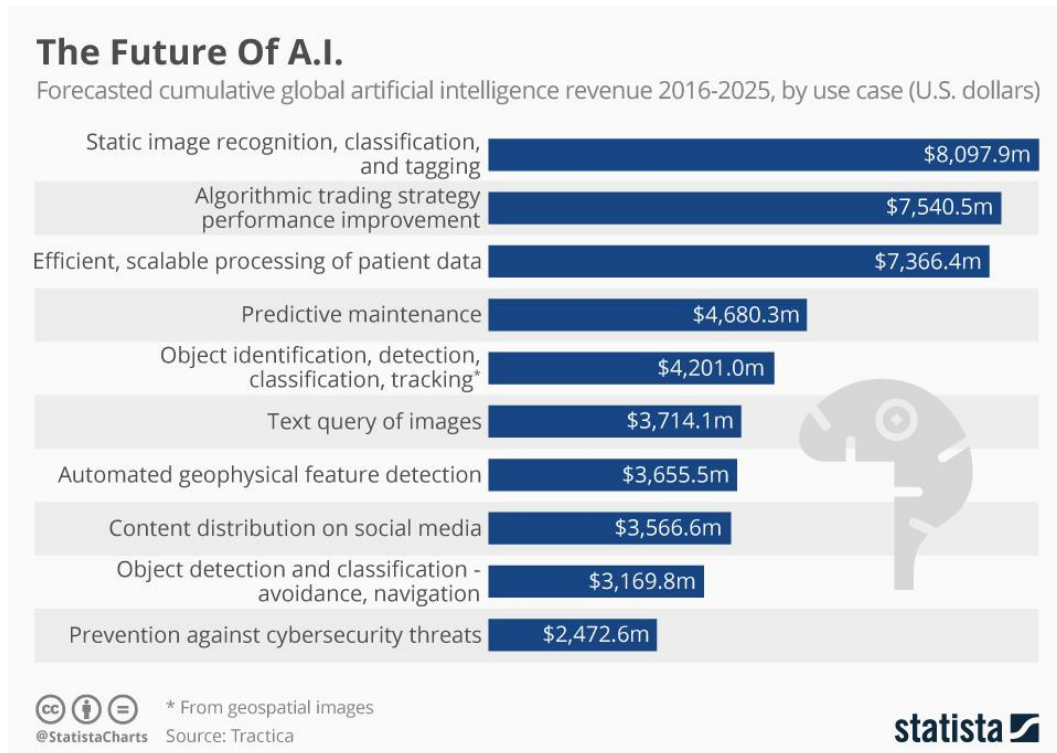 The Future Of A.I.
Forecasted cumulative global artificial intelligence revenue 2016-2025, by use case (U.S. dollars)
Static image recognition, classification,
and tagging
$8,097.9m
Algorithmic trading strategy
performance improvement
$7,540.5m
Efficient, scalable processing of patient data
$7,366.4m
Predictive maintenance
$4,680.3m
Object identification, detection,
classification, tracking*
$4,201.0m
Text query of images
$3,714.1m
Automated geophysical feature detection
$3,655.5m
Content distribution on social media
$3,566.6m
Object detection and classification -
avoidance, navigation
$3,169.8m
Prevention against cybersecurity threats
$2,472.6m
cc
* From geospatial images
@StatistaCharts
Source: Tractica
statista